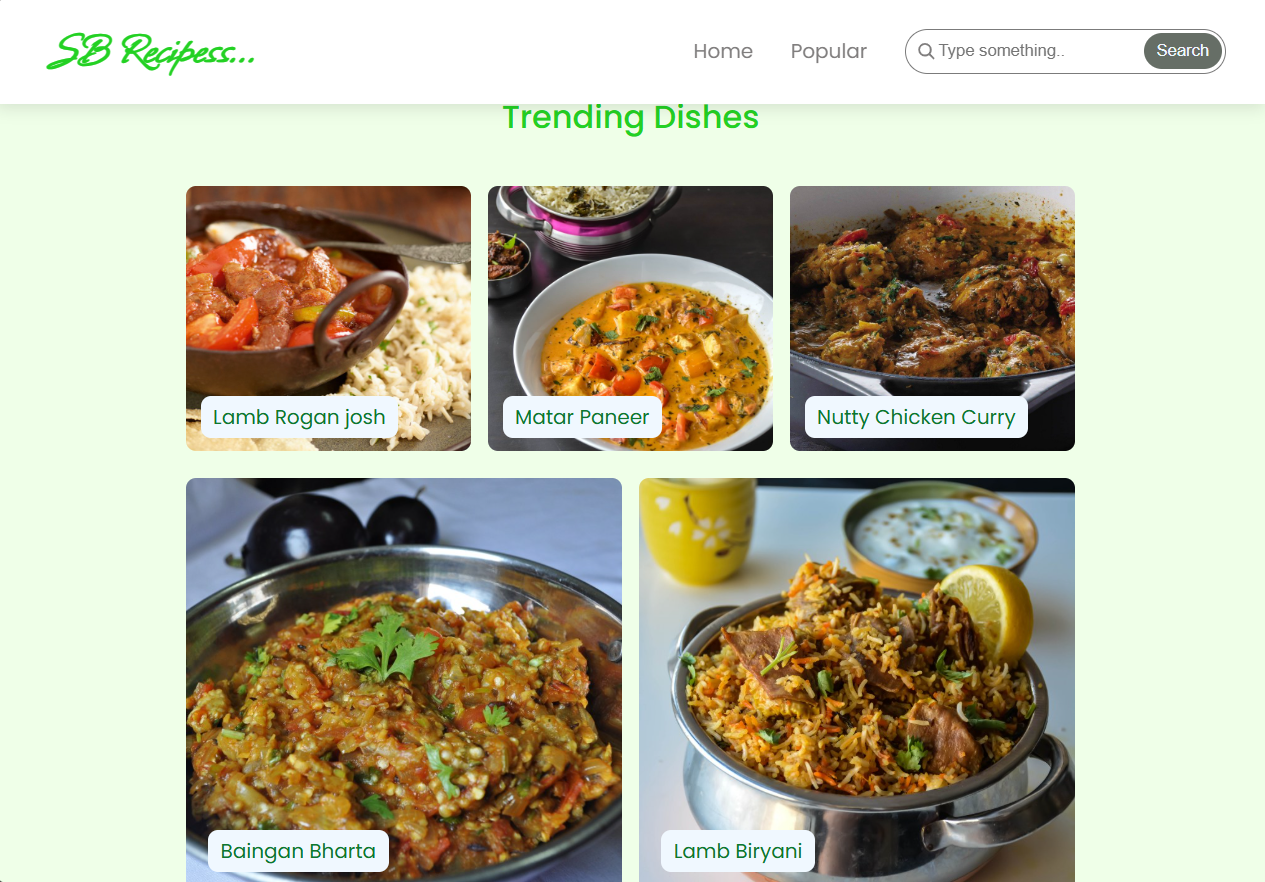 SB Recipess...
Home
Popular
Type something..
Search
Trending Dishes
Lamb Rogan josh
Matar Paneer
Nutty Chicken Curry
Baingan Bharta
Lamb Biryani